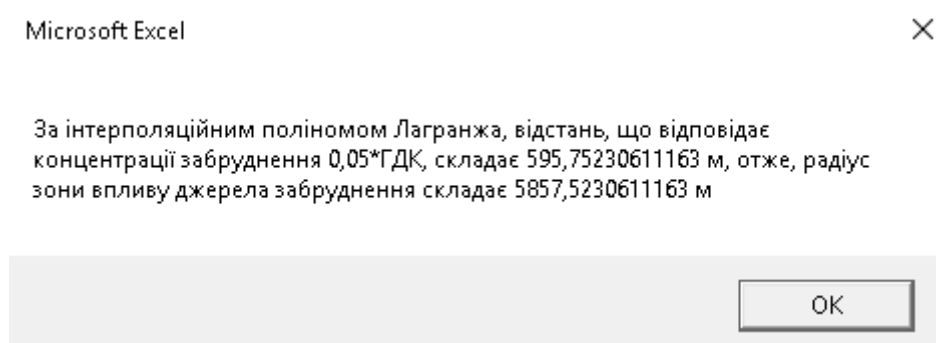 Microsoft Excel
За інтерполяційним поліномом Лагранжа, відстань, що відповідає
концентрації забруднення 0,05*ГДК, складає 595,75230611163 м, отже, радіус
зони впливу джерела забруднення складає 5857,5230611163 м
OK